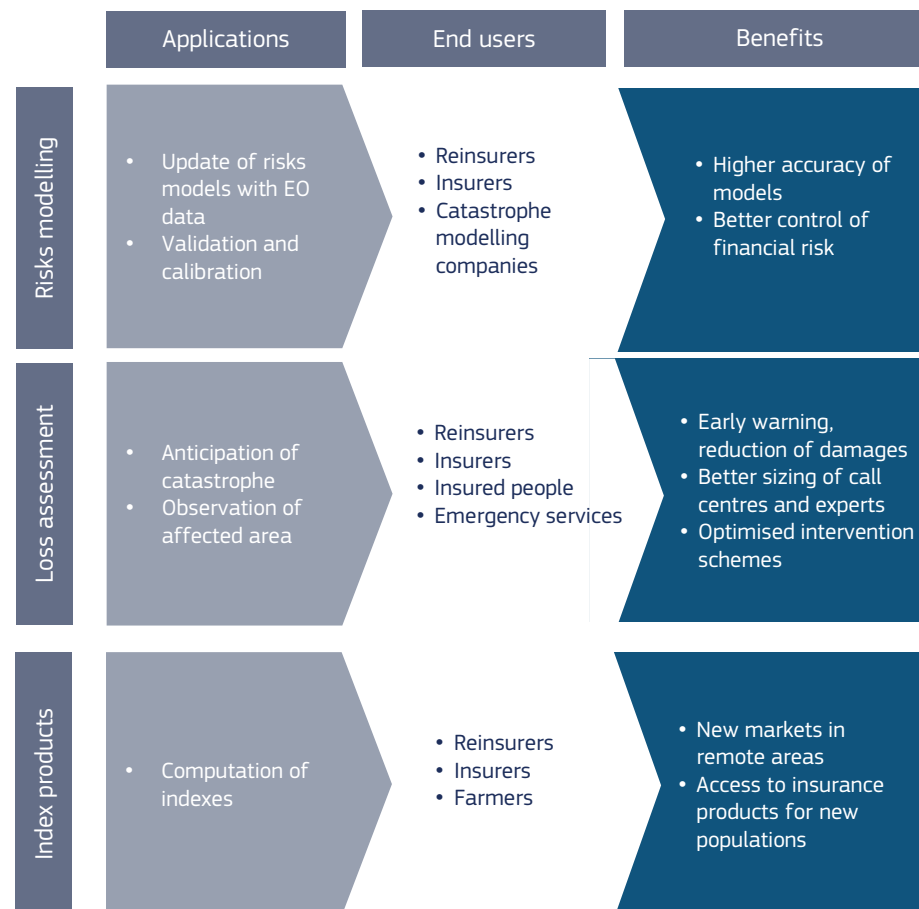 Applications
End users
Benefits
Risks modelling
• Update of risks
models with EO
data
• Validation and
calibration
• Reinsurers
• Insurers
• Catastrophe
modelling
companies
• Higher accuracy of
models
• Better control of
financial risk
Loss assessment
• Anticipation of
catastrophe
• Observation of
affected area
• Reinsurers
• Insurers
• Insured people
• Emergency services
• Early warning,
reduction of damages
• Better sizing of call
centres and experts
• Optimised intervention
schemes
Index products
• Computation of
indexes
• Reinsurers
• Insurers
• Farmers
• New markets in
remote areas
• Access to insurance
products for new
populations